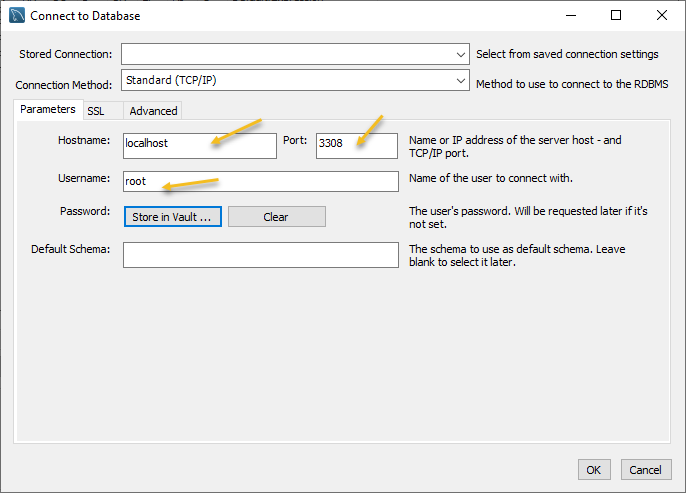 Connect to Database
Stored Connection: Select from saved connection settings
Connection Method: Standard (TCP/IP) Method to use to connect to the RDBMS
Parameters SSL Advanced
Hostname: localhost Port: 3308 Name or IP address of the server host - and
TCP/IP port.
Username: root Name of the user to connect with.
Password: Store in Vault ... Clear The user's password. Will be requested later if it's
not set.
Default Schema: The schema to use as default schema. Leave
blank to select it later.
OK Cancel